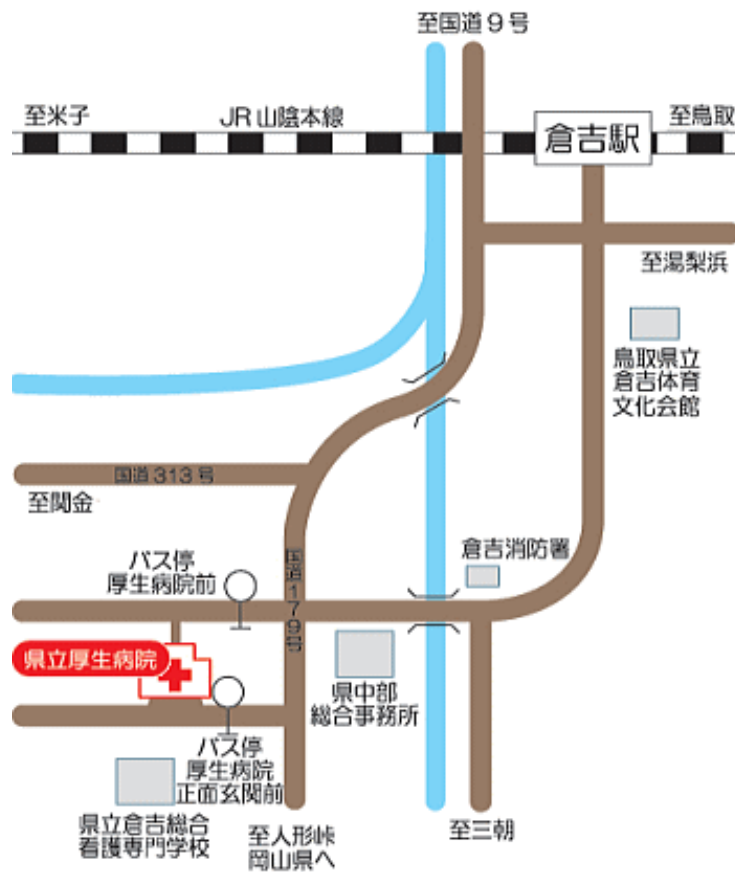 至国道9号
至米子
JR山陰本線
至鳥取
倉吉駅
至湯梨浜
鳥取県立
倉吉体育
文化会館
国道313号
至関金
倉吉消防署
バス停
厚生病院前
国道179号
県立厚生病院
県中部
総合事務所
バス停
厚生病院
正面玄関前
県立倉吉総合
看護専門学校
至人形峠
岡山県へ
至三朝